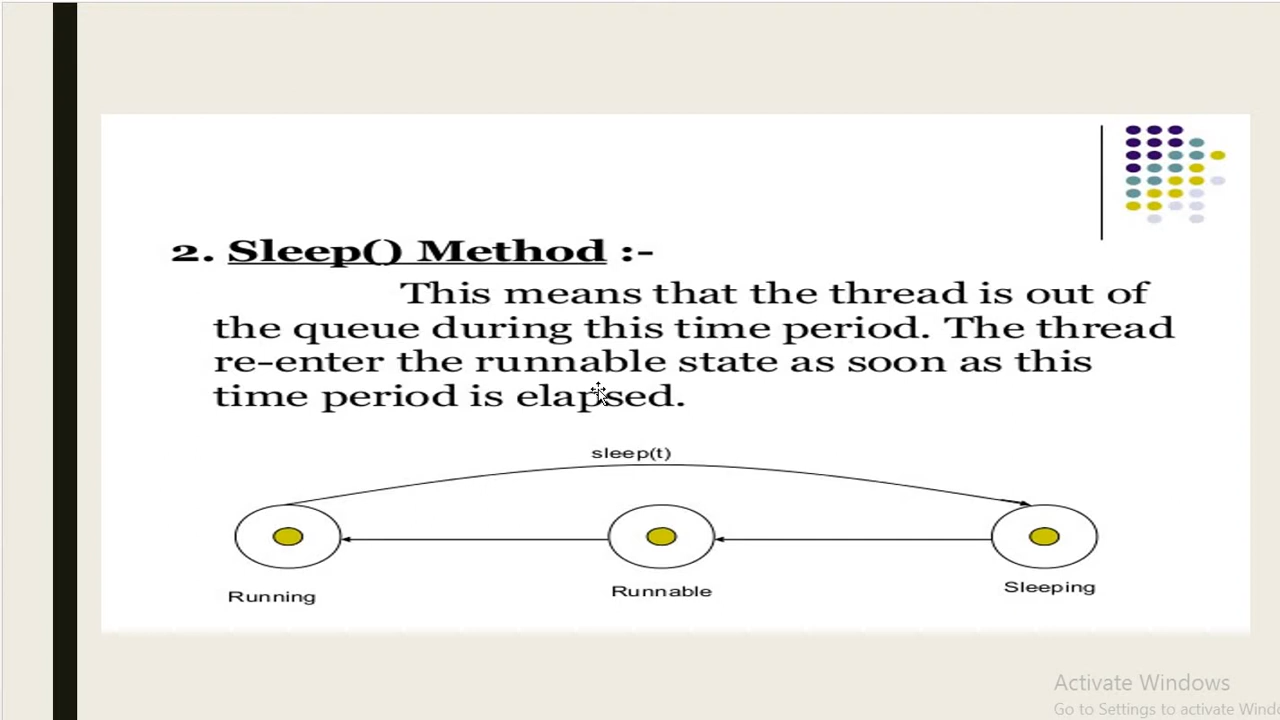 2. Sleep() Method :-
This means that the thread is out of
the queue during this time period. The thread
re-enter the runnable state as soon as this
time period is elapsed.
sleep(t)
Running
Runnable
Sleeping
Activate Windows
Go to Settings to activate Wind